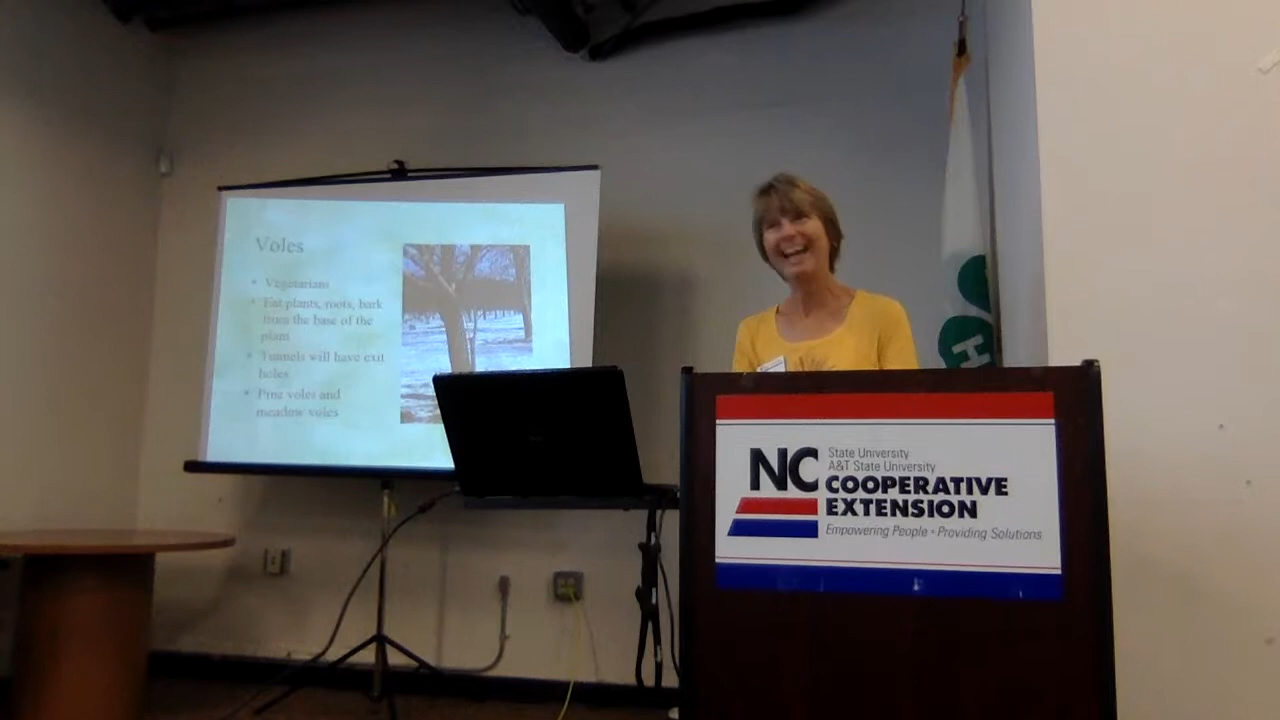 Voles
• Vegetarians
• Eat plants, roots, bark
from the base of the
plant
• Tunnels will have exit
holes
• Pine voles and
meadow voles
H
NC
State University
A&T State University
COOPERATIVE
EXTENSION
Empowering People • Providing Solutions